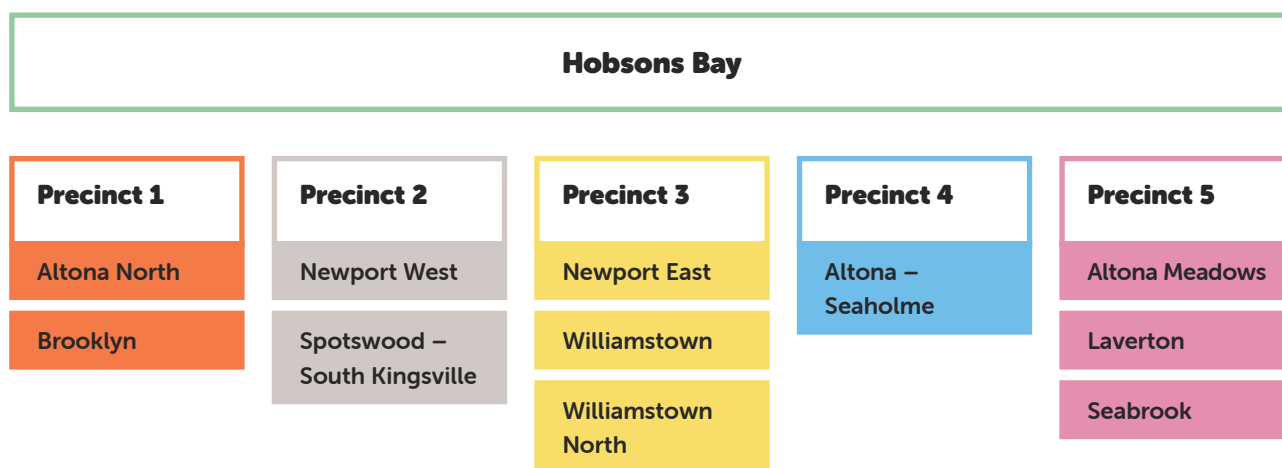 Hobsons Bay
Precinct 1
Altona North
Brooklyn
Precinct 2
Newport West
Spotswood –
South Kingsville
Precinct 3
Newport East
Williamstown
Williamstown
North
Precinct 4
Altona –
Seaholme
Precinct 5
Altona Meadows
Laverton
Seabrook